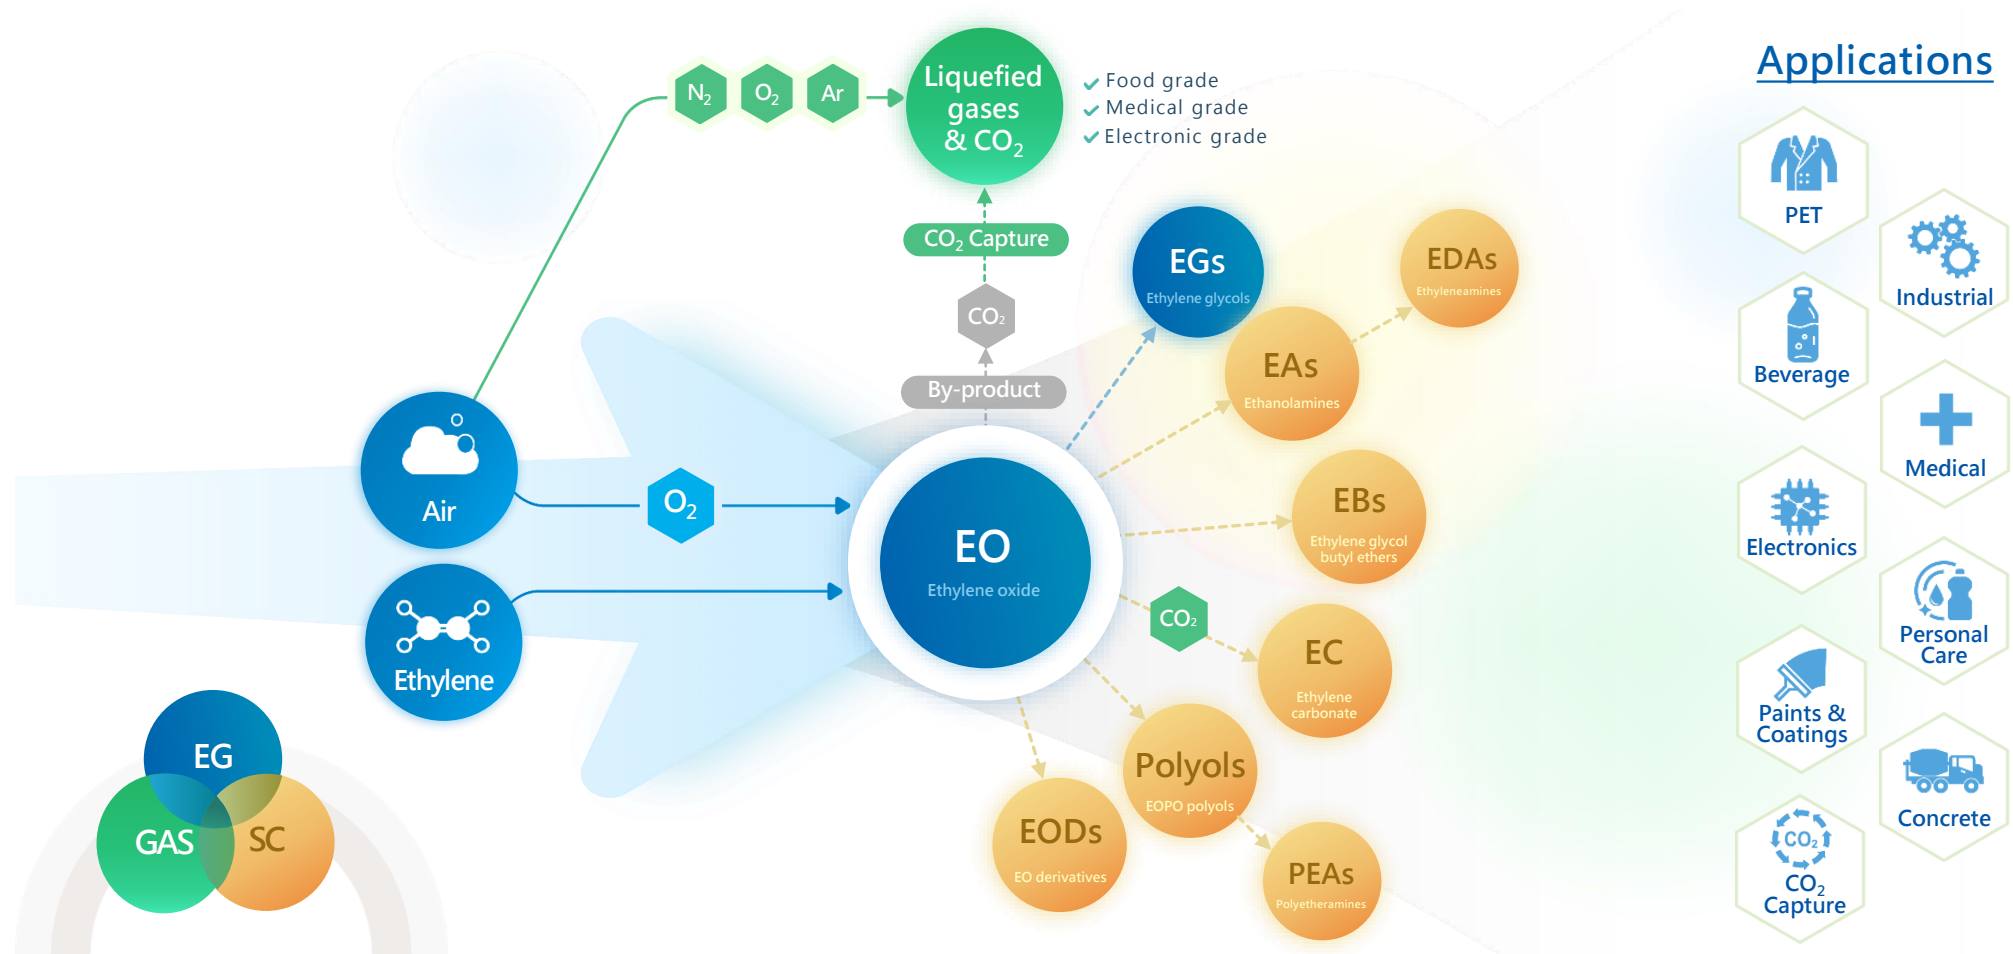 Applications
N2
O2
Ar
Liquefied
gases
& CO2
Food grade
Medical grade
Electronic grade
CO2 Capture
CO2
By-product
EGs
Ethylene glycols
EDAs
Ethyleneamines
EAs
Ethanolamines
Air
O2
EO
Ethylene oxide
EBs
Ethylene glycol
butyl ethers
Ethylene
CO2
EC
Ethylene
carbonate
Polyols
EOPO polyols
EODs
EO derivatives
PEAs
Polyetheramines
EG
GAS
SC
PET
Industrial
Beverage
Medical
Electronics
Personal
Care
Paints &
Coatings
Concrete
CO2
CO2
Capture